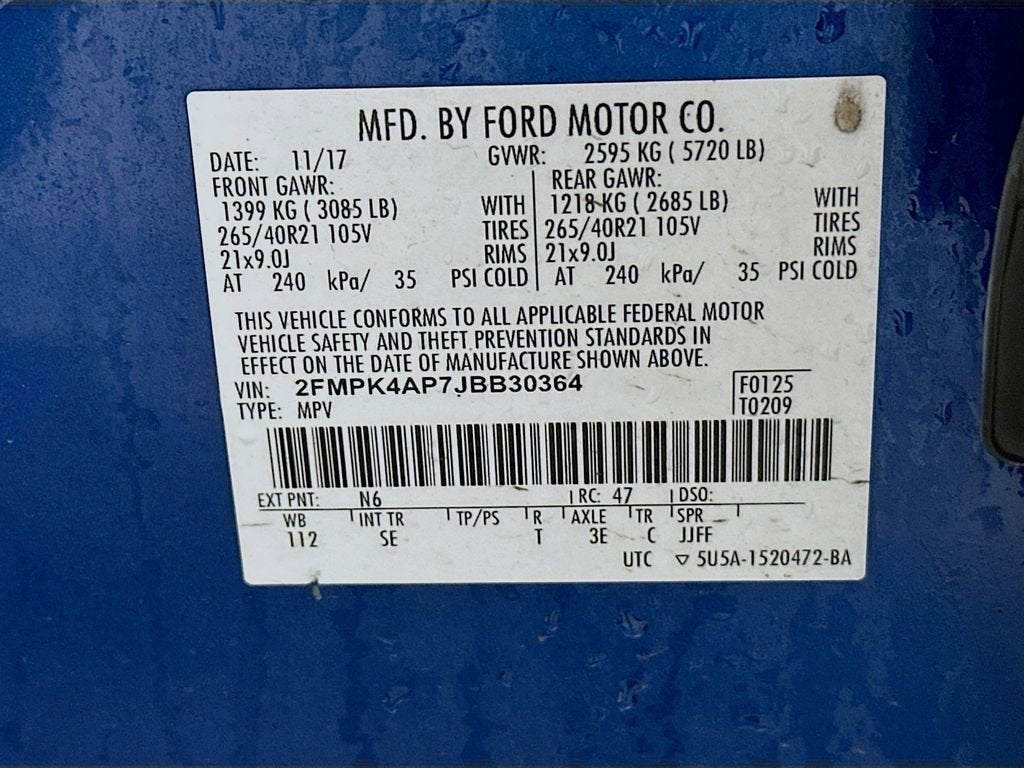 MFD. BY FORD MOTOR CO.
DATE: 11/17 GVWR: 2595 KG ( 5720 LB)
FRONT GAWR: REAR GAWR:
1399 KG ( 3085 LB) WITH 1218 KG ( 2685 LB) WITH
265/40R21 105V TIRES 265/40R21 105V TIRES
21x9.0J RIMS 21x9.0J RIMS
AT 240 kPa/ 35 PSI COLD AT 240 kPa/ 35 PSI COLD
THIS VEHICLE CONFORMS TO ALL APPLICABLE FEDERAL MOTOR
VEHICLE SAFETY AND THEFT PREVENTION STANDARDS IN
EFFECT ON THE DATE OF MANUFACTURE SHOWN ABOVE.
VIN: 2FMPK4AP7JBB30364 F0125
TYPE: MPV T0209
EXT PNT: N6 RC: 47 DSO:
WB INT TR TP/PS R AXLE TR SPR
112 SE T 3E C JJFF
UTC ▽ 5U5A-1520472-BA